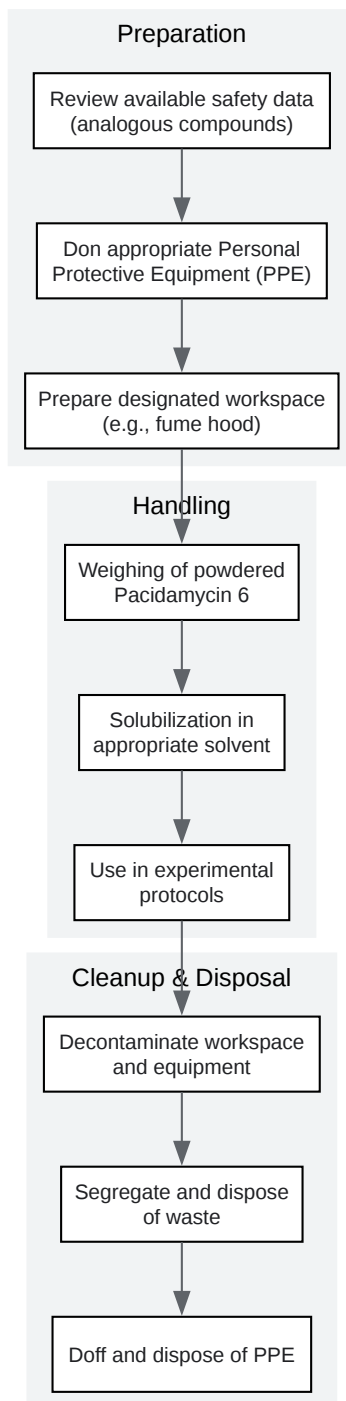 Preparation
Review available safety data
(analogous compounds)
Don appropriate Personal
Protective Equipment (PPE)
Prepare designated workspace
(e.g., fume hood)
Handling
Weighing of powdered
Pacidamycin 6
Solubilization in
appropriate solvent
Use in experimental
protocols
Cleanup & Disposal
Decontaminate workspace
and equipment
Segregate and dispose
of waste
Doff and dispose of PPE